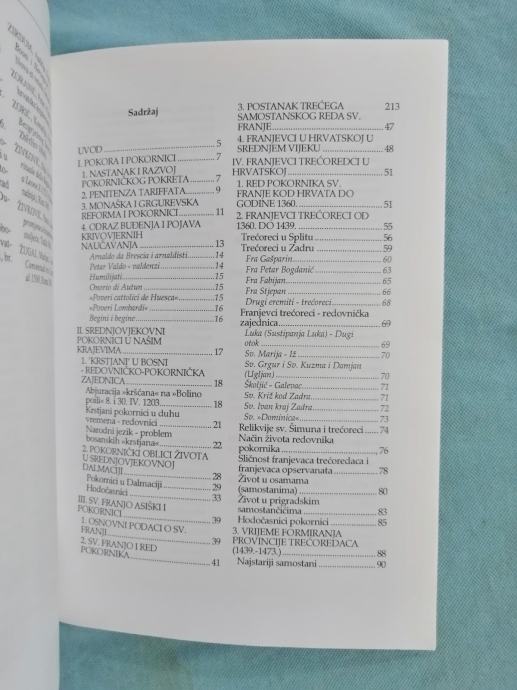 Sadržaj
UVOD 5
I. POKORA I POKORNICI 7
1. NASTANAK I RAZVOJ
POKORNIČKOG POKRETA 7
2. PENITENZA TARIFFATA 9
3. MONAŠKA I GRGUREVSKA
REFORMA I POKORNICI 11
4. ODRAZ BUĐENJA I POJAVA
KRIVOVJERNIH
NAUČAVANJA 13
Arnaldo da Brescia i arnaldisti 14
Petar Valdo - valdenzi 14
Humilijati 15
Onorio di Autun 15
»Poveri cattolici de Huesca« 15
»Poveri Lombardi« 16
Begini i begine 16
II. SREDNJOVJEKOVNI
POKORNICI U NAŠIM
KRAJEVIMA 17
1. 'KRSTJANJ' U BOSNI
- REDOVNIČKO-POKORNIČKA
ZAJEDNICA 18
Abjuracija »kršćana« na »Bolino
poili« 8. i 30. IV. 1203. 18
Krstjani pokornici u duhu
vremena - redovnici 21
Narodni jezik - problem
bosanskih »krstjana« 22
2. POKORNIČKI OBLICI ŽIVOTA
U SREDNJOVJEKOVNOJ
DALMACIJI 28
Pokornici u Dalmaciji 29
Hodočasnici 33
III. SV. FRANJO ASIŠKI I
POKORNICI 39
1. OSNOVNI PODACI O SV.
FRANJI 39
2. SV. FRANJO I RED
POKORNIKA 41
3. POSTANAK TREĆEGA
SAMOSTANSKOG REDA SV.
FRANJE 47
4. FRANJEVCI U HRVATSKOJ U
SREDNJEM VIJEKU 48
IV. FRANJEVCI TREĆOREDCI U
HRVATSKOJ 51
1. RED POKORNIKA SV.
FRANJE KOD HRVATA DO
GODINE 1360. 51
2. FRANJEVCI TREĆORECI OD
1360. DO 1439. 55
Trećoreci u Splitu 56
Trećoreci u Zadru 59
Fra Gašparin 60
Fra Petar Bogdanić 63
Fra Fabijan 65
Fra Stjepan 66
Drugi eremiti - trećoreci 68
Franjevci trećoreci - redovnička
zajednica 69
Luka (Sustipanja Luka) - Dugi
otok 69
Sv. Marija - Iž 70
Sv. Grgur i Sv. Kuzma i Damjan
(Ugljan) 70
Školjić - Galevac 71
Sv. Križ kod Zadra 71
Sv. Ivan kraj Zadra 72
Sv. »Dominica« 73
Relikvije sv. Šimuna i trećoreci 74
Način života redovnika
pokornika 76
Sličnost franjevaca trećoredaca i
franjevaca opservanata 78
Život u osamama
(samostanima) 80
Život u prigradskim
samostančićima 83
Hodočasnici pokornici 85
3. VRIJEME FORMIRANJA
PROVINCIJE TREĆOREDACA
(1439.-1473.) 88
Najstariji samostani 90
213